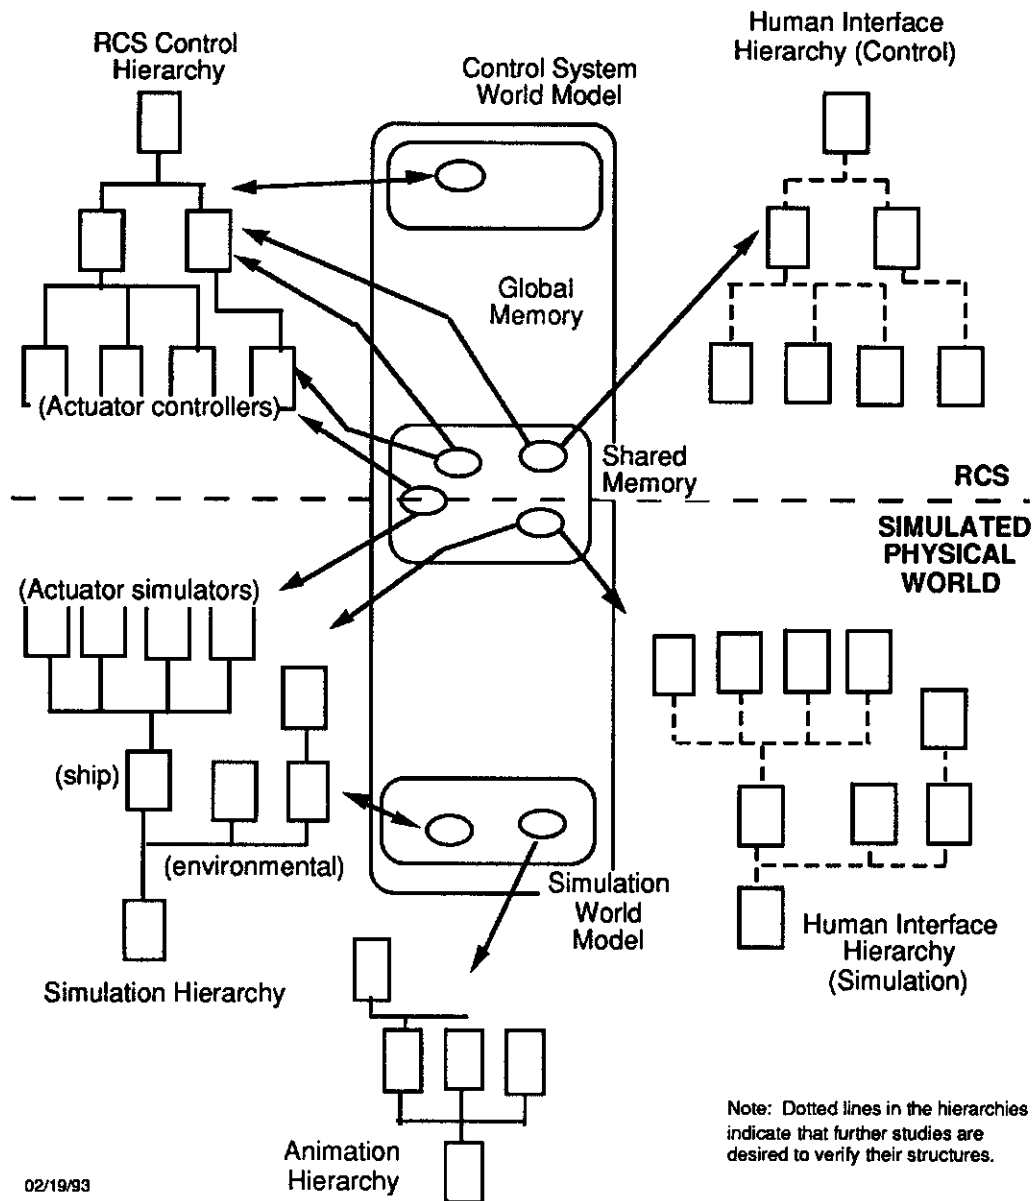 RCS Control
Hierarchy
Control System
World Model
Human Interface
Hierarchy (Control)
Global
Memory
(Actuator controllers)
Shared
Memory
RCS
SIMULATED
PHYSICAL
WORLD
(Actuator simulators)
(ship)
(environmental)
Simulation
World
Model
Human Interface
Hierarchy
(Simulation)
Simulation Hierarchy
Animation
Hierarchy
Note: Dotted lines in the hierarchies
indicate that further studies are
desired to verify their structures.
02/19/93